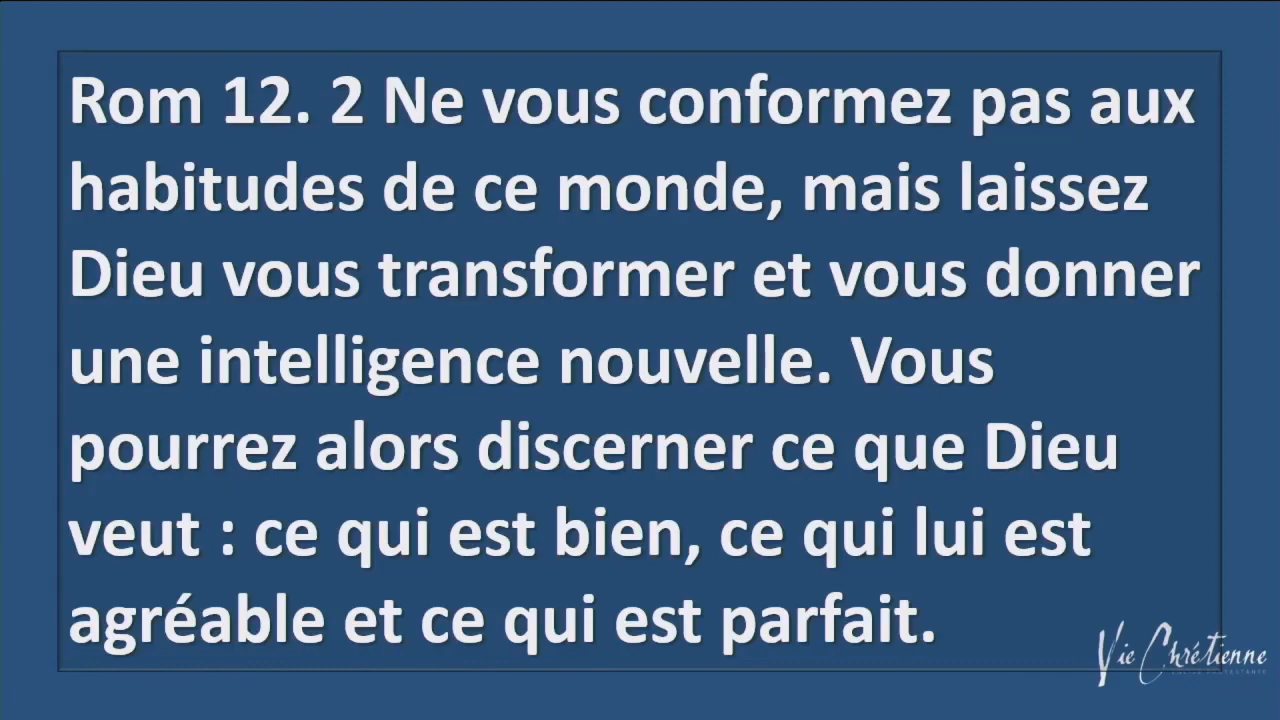 Rom 12. 2 Ne vous conformez pas aux
habitudes de ce monde, mais laissez
Dieu vous transformer et vous donner
une intelligence nouvelle. Vous
pourrez alors discerner ce que Dieu
veut : ce qui est bien, ce qui lui est
agréable et ce qui est parfait.
Vie Chrétienne